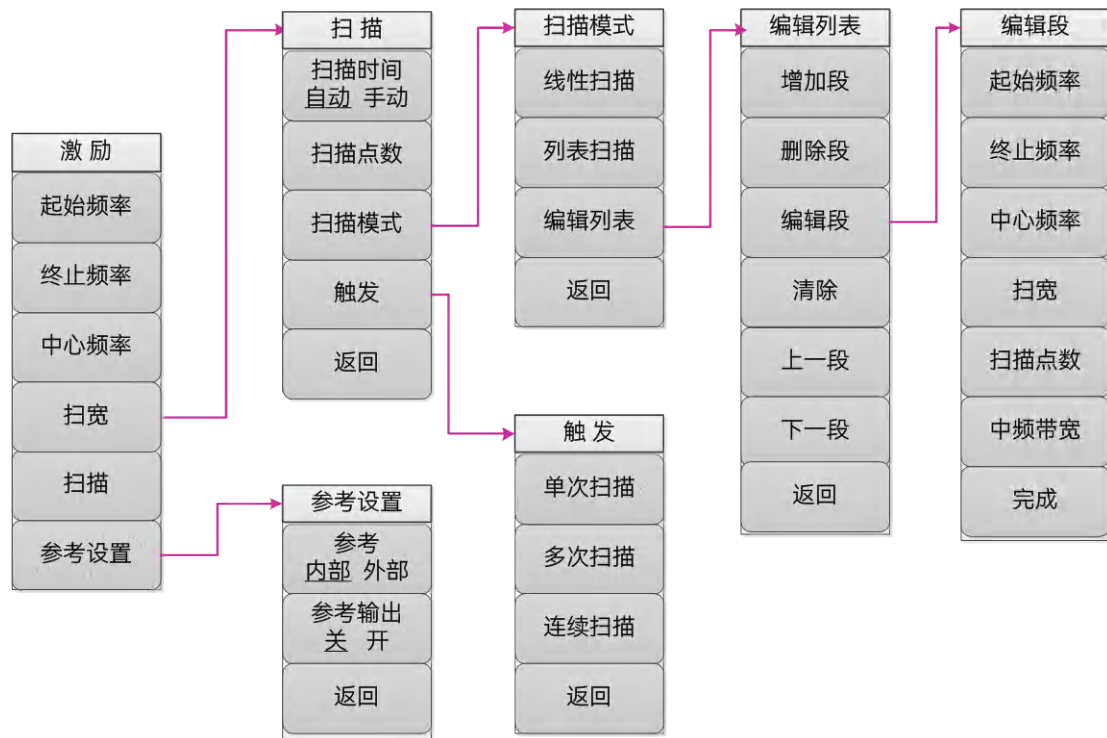 激 励
起始频率
终止频率
中心频率
扫宽
扫描
参考设置
扫 描
扫描时间
自动 手动
扫描点数
扫描模式
触发
返回
参考设置
参考
内部 外部
参考输出
关 开
返回
扫描模式
线性扫描
列表扫描
编辑列表
返回
触 发
单次扫描
多次扫描
连续扫描
返回
编辑列表
增加段
删除段
编辑段
清除
上一段
下一段
返回
编辑段
起始频率
终止频率
中心频率
扫宽
扫描点数
中频带宽
完成